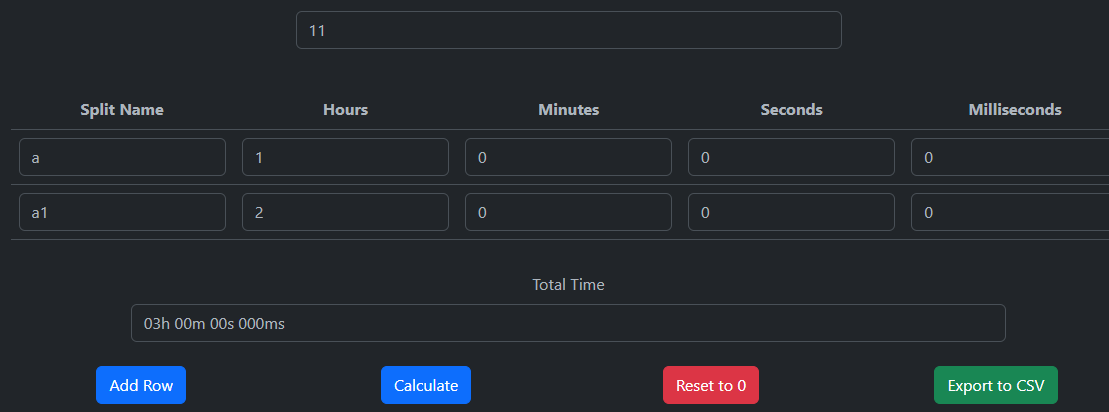 11
Split Name Hours Minutes Seconds Milliseconds
a 1 0 0 0
a1 2 0 0 0
Total Time
03h 00m 00s 000ms
Add Row Calculate Reset to 0 Export to CSV